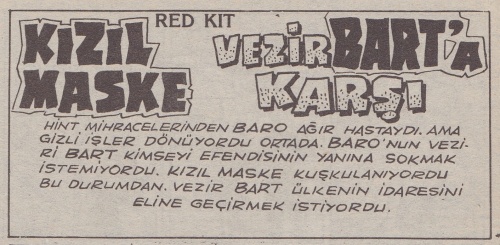 RED KIT
KIZIL MASKE
VEZİR BART'A KARŞI
HİNT MİHRACELERİNDEN BARO AĞIR HASTAYDI. AMA
GİZLİ İŞLER DÖNÜYORDU ORTADA. BARO'NUN VEZİ-
Rİ BART KİMSEYİ EFENDİSİNİN YANINA SOKMAK
İSTEMİYORDU. KIZIL MASKE KUŞKULANIYORDU
BU DURUMDAN. VEZİR BART ÜLKENİN İDARESİNİ
ELİNE GEÇİRMEK İSTİYORDU.